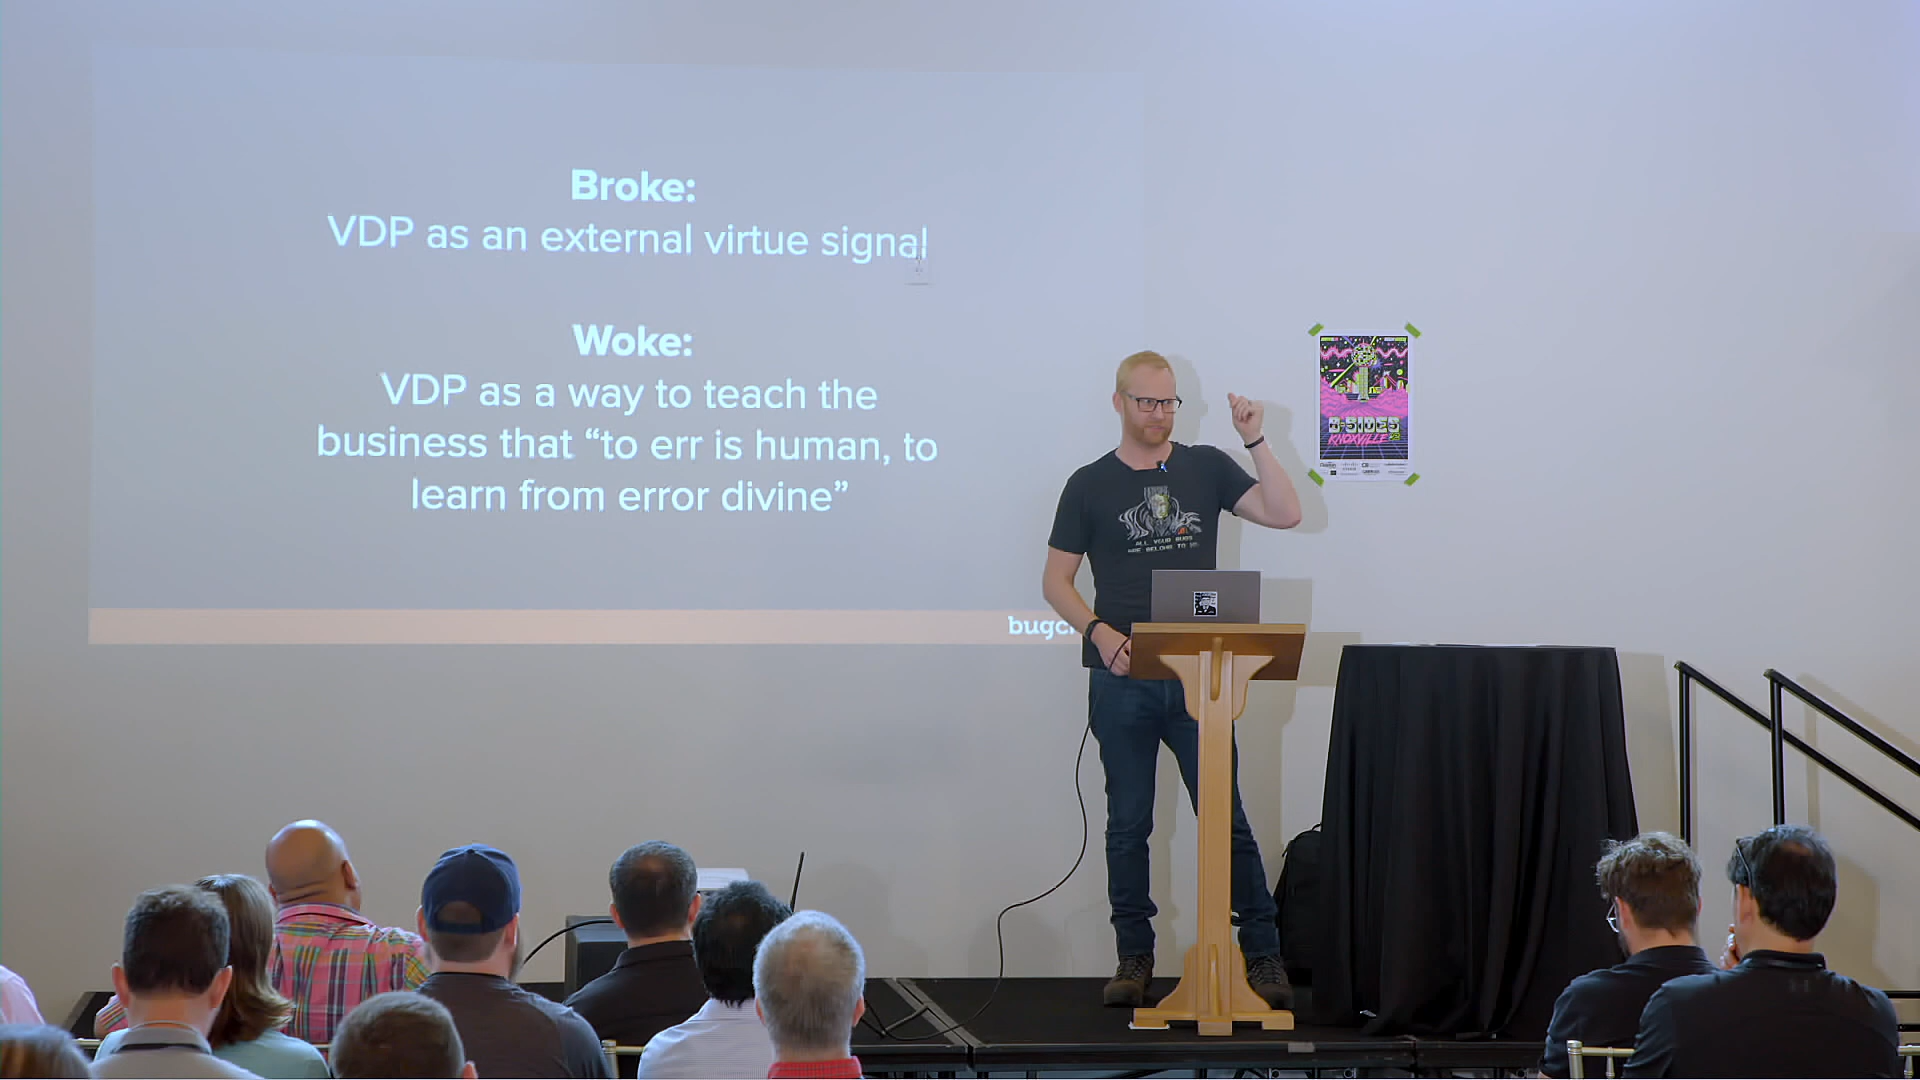 Broke:
VDP as an external virtue signal
Woke:
VDP as a way to teach the
business that “to err is human, to
learn from error divine”
bugc
ALL YOUR BUGS
ARE BELONG TO
B-SIDES
KNOXVILLE